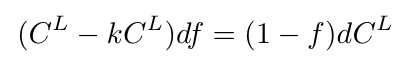 $(C^L - kC^L)df = (1 - f)dC^L$